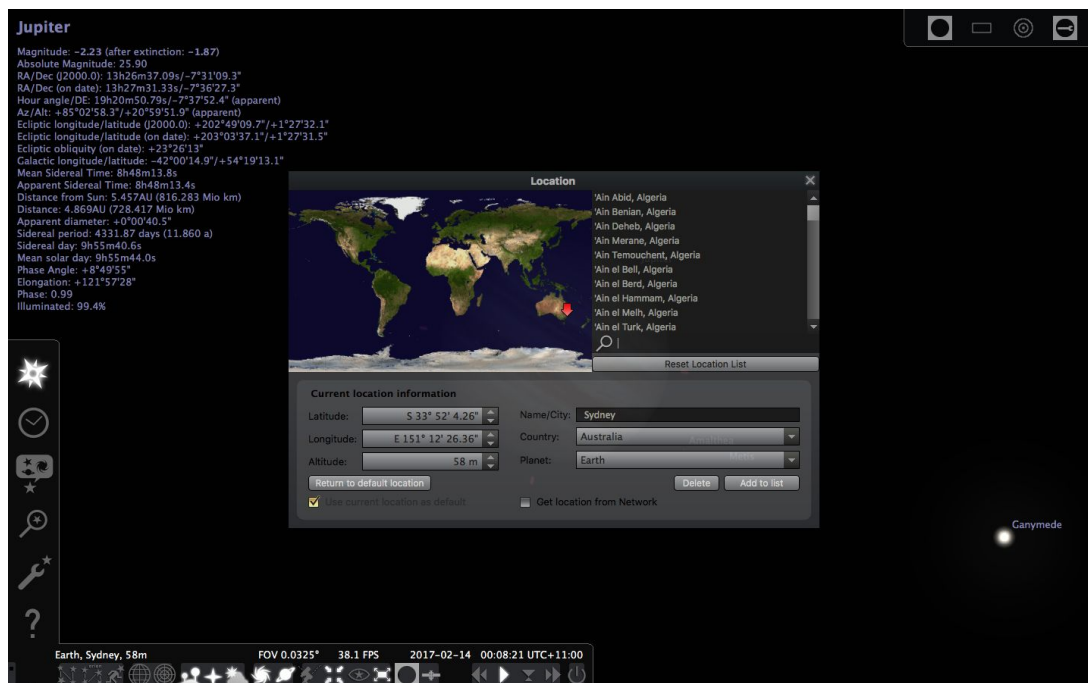 Jupiter
Magnitude: -2.23 (after extinction: -1.87)
Absolute Magnitude: 25.90
RA/Dec (J2000.0): 13h26m37.09s/-7°31'09.3"
RA/Dec (on date): 13h27m31.33s/-7°36'27.3"
Hour angle/DE: 19h20m50.79s/-7°37'52.4" (apparent)
Az/Alt: +85°02'58.3"/+20°59'51.9" (apparent)
Ecliptic longitude/latitude (J2000.0): +202°49'09.7"/+1°27'32.1"
Ecliptic longitude/latitude (on date): +203°03'37.1"/+1°27'31.5"
Ecliptic obliquity (on date): +23°26'13"
Galactic longitude/latitude: -42°00'14.9"/+54°19'13.1"
Mean Sidereal Time: 8h48m13.8s
Apparent Sidereal Time: 8h48m13.4s
Distance from Sun: 5.457AU (816.283 Mio km)
Distance: 4.869AU (728.417 Mio km)
Apparent diameter: +0°00'40.5"
Sidereal period: 4331.87 days (11.860 a)
Sidereal day: 9h55m40.6s
Mean solar day: 9h55m44.0s
Phase Angle: +8°49'55"
Elongation: +121°57'28"
Phase: 0.99
Illuminated: 99.4%
Location
'Ain Abid, Algeria
'Ain Benian, Algeria
'Ain Deheb, Algeria
'Ain Merane, Algeria
'Ain Temouchent, Algeria
'Ain el Bell, Algeria
'Ain el Berd, Algeria
'Ain el Hammam, Algeria
'Ain el Melh, Algeria
'Ain el Turk, Algeria
Reset Location List
Current location information
Latitude: S 33° 52' 4.26" Name/City: Sydney
Longitude: E 151° 12' 26.36" Country: Australia Amalthea
Altitude: 58 m Planet: Earth Metis
Return to default location Delete Add to list
Use current location as default Get location from Network
Ganymede
Earth, Sydney, 58m FOV 0.0325° 38.1 FPS 2017-02-14 00:08:21 UTC+11:00